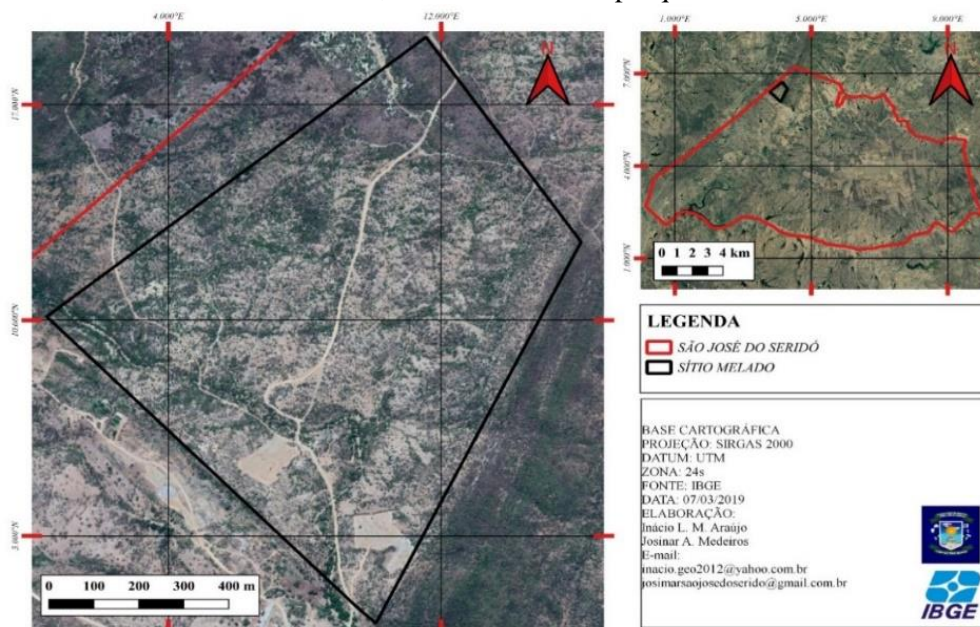 4.000°E
12.000°E
17.000°N
10.000°N
3.000°N
N
0 100 200 300 400 m
1.000°E
5.000°E
9.000°E
7.000°N
4.000°N
1.000°N
N
0 1 2 3 4 km
LEGENDA
SÃO JOSÉ DO SERIDÓ
SÍTIO MELADO
BASE CARTOGRÁFICA
PROJEÇÃO: SIRGAS 2000
DATUM: UTM
ZONA: 24s
FONTE: IBGE
DATA: 07/03/2019
ELABORAÇÃO:
Inácio L. M. Araújo
Josinar A. Medeiros
E-mail:
inacio.geo2012@yahoo.com.br
josimarsaojosedoserido@gmail.com.br
IBGE